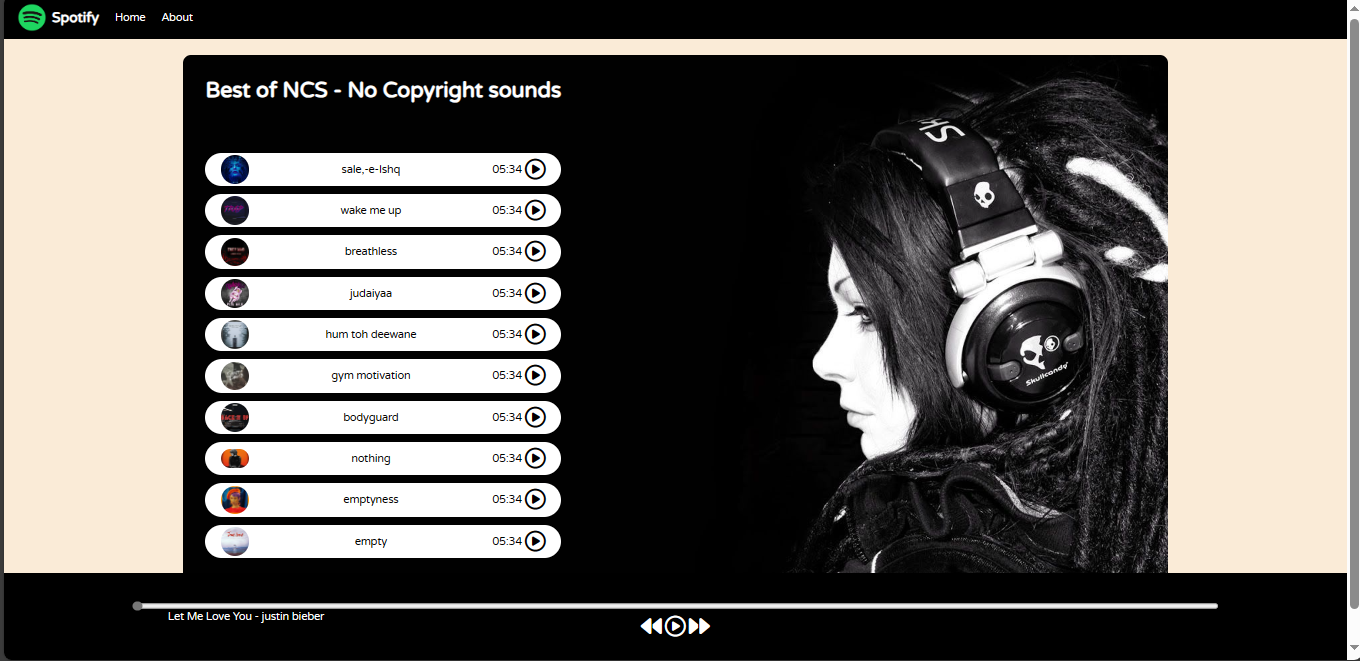 Spotify Home About
Best of NCS - No Copyright sounds
sale,-e-Ishq 05:34
wake me up 05:34
breathless 05:34
judaiyaa 05:34
hum toh deewane 05:34
gym motivation 05:34
bodyguard 05:34
nothing 05:34
emptyness 05:34
empty 05:34
SK
Skullcandy
Let Me Love You - justin bieber